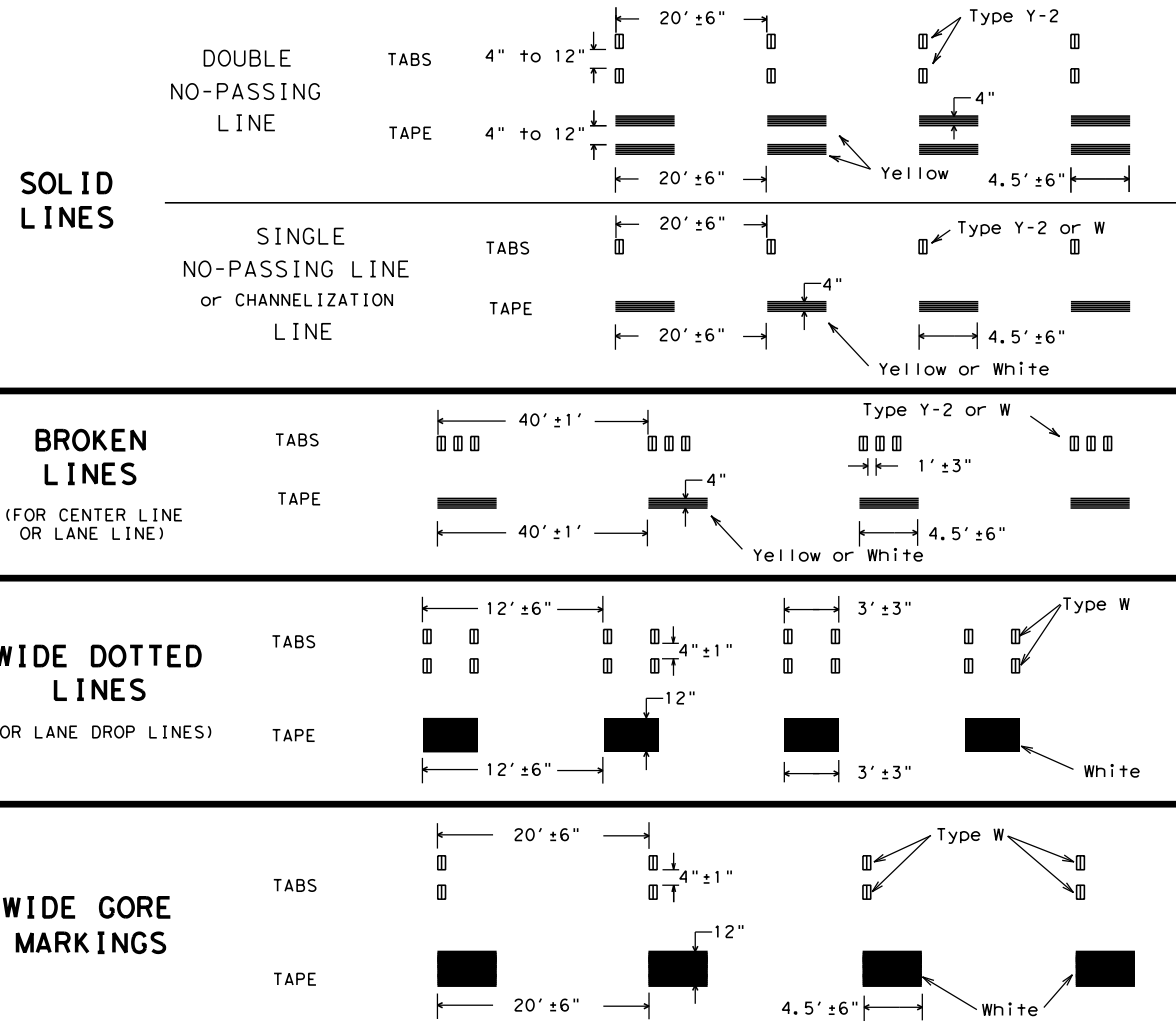 SOLID
LINES
DOUBLE
NO-PASSING
LINE
TABS
4" to 12"
20'±6"
Type Y-2
TAPE
4" to 12"
4"
Yellow
20'±6"
4.5'±6"
SINGLE
NO-PASSING LINE
or CHANNELIZATION
LINE
TABS
20'±6"
Type Y-2 or W
TAPE
4"
20'±6"
4.5'±6"
Yellow or White
BROKEN
LINES
(FOR CENTER LINE
OR LANE LINE)
TABS
40'±1'
Type Y-2 or W
1'±3"
TAPE
4"
40'±1'
4.5'±6"
Yellow or White
WIDE DOTTED
LINES
OR LANE DROP LINES)
TABS
12'±6"
3'±3"
Type W
4"±1"
TAPE
12"
12'±6"
3'±3"
White
WIDE GORE
MARKINGS
TABS
20'±6"
Type W
4"±1"
TAPE
12"
20'±6"
4.5'±6"
White